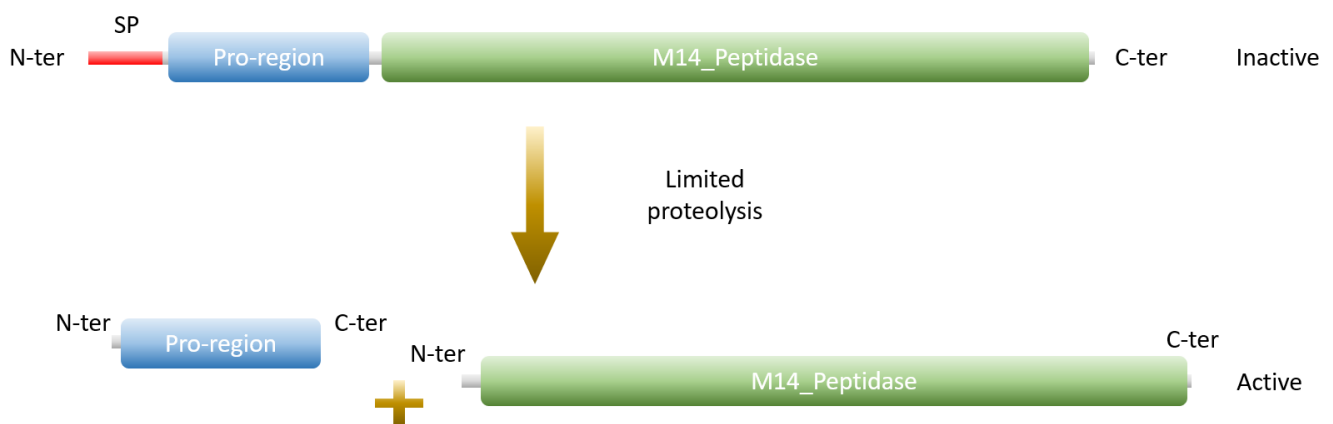 SP
N-ter
Pro-region
M14_Peptidase
C-ter
Inactive
Limited
proteolysis
N-ter
Pro-region
C-ter
N-ter
M14_Peptidase
C-ter
Active